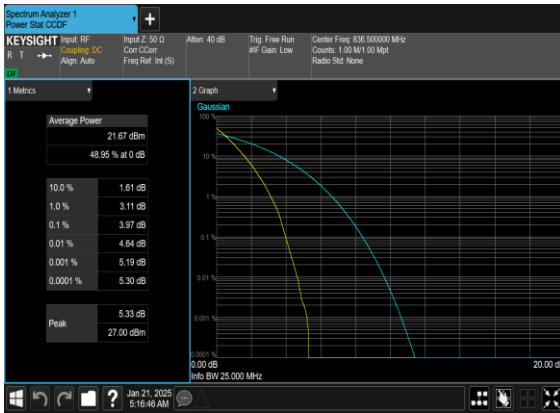 Spectrum Analyzer 1
Power Stat CCDF
KEYSIGHT
R T
LM
Input: RF
Coupling: DC
Align: Auto
Input Z: 50 Ω
Corr CCorr
Freq Ref: Int (S)
Atten: 40 dB
Trig: Free Run
#IF Gain: Low
Center Freq: 836.500000 MHz
Counts: 1.00 M/1.00 Mpt
Radio Std: None
1 Metrics
Average Power
21.67 dBm
48.95 % at 0 dB
10.0 % 1.61 dB
1.0 % 3.11 dB
0.1 % 3.97 dB
0.01 % 4.64 dB
0.001 % 5.19 dB
0.0001 % 5.30 dB
Peak
5.33 dB
27.00 dBm
2 Graph
Gaussian
100 %
10 %
1 %
0.1 %
0.01 %
0.001 %
0.0001 %
0.00 dB
20.00 d
Info BW 25.000 MHz
?
Jan 21, 2025
5:16:46 AM